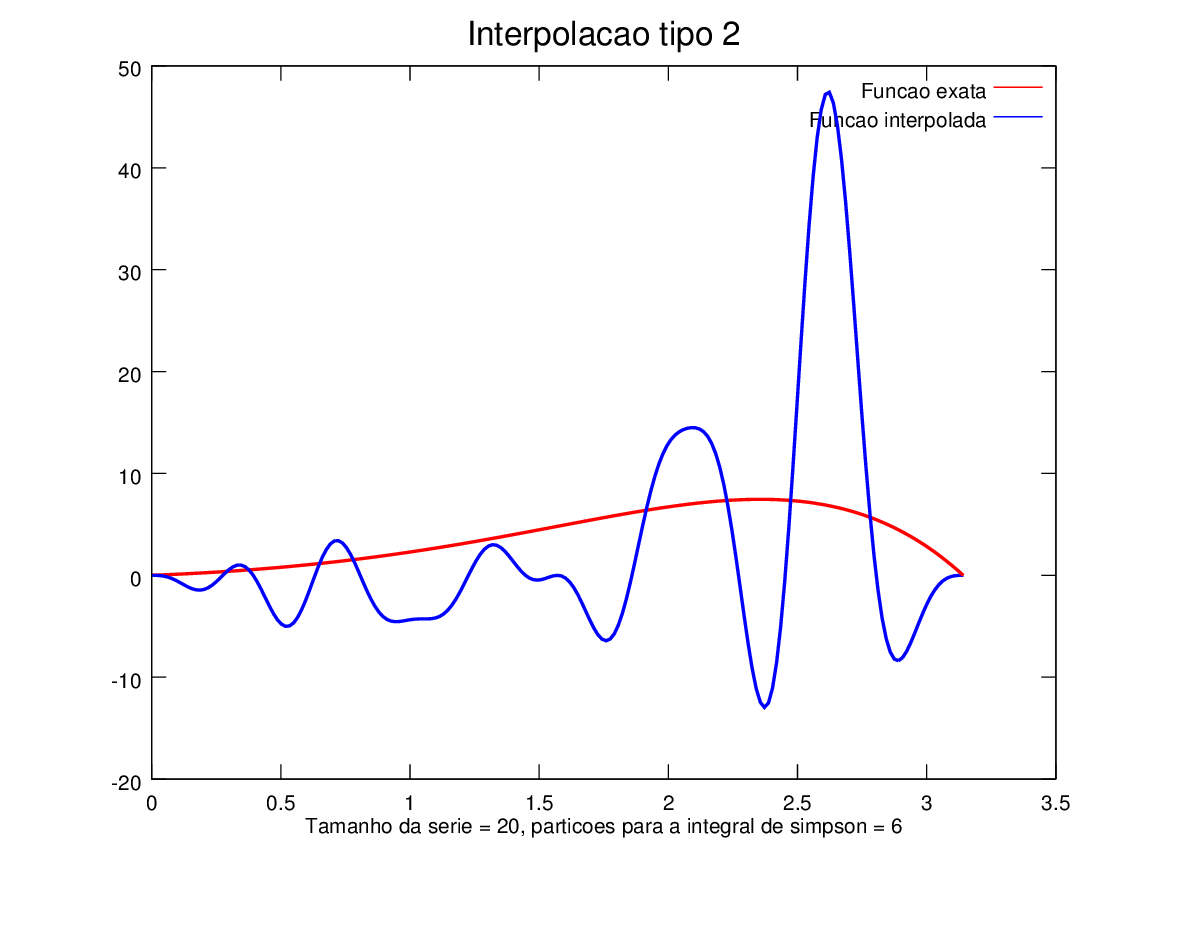 Interpolacao tipo 2
50
Funcao exata
Funcao interpolada
40
30
20
10
0
-10
-20
0 0.5 1 1.5 2 2.5 3 3.5
Tamanho da serie = 20, particoes para a integral de simpson = 6